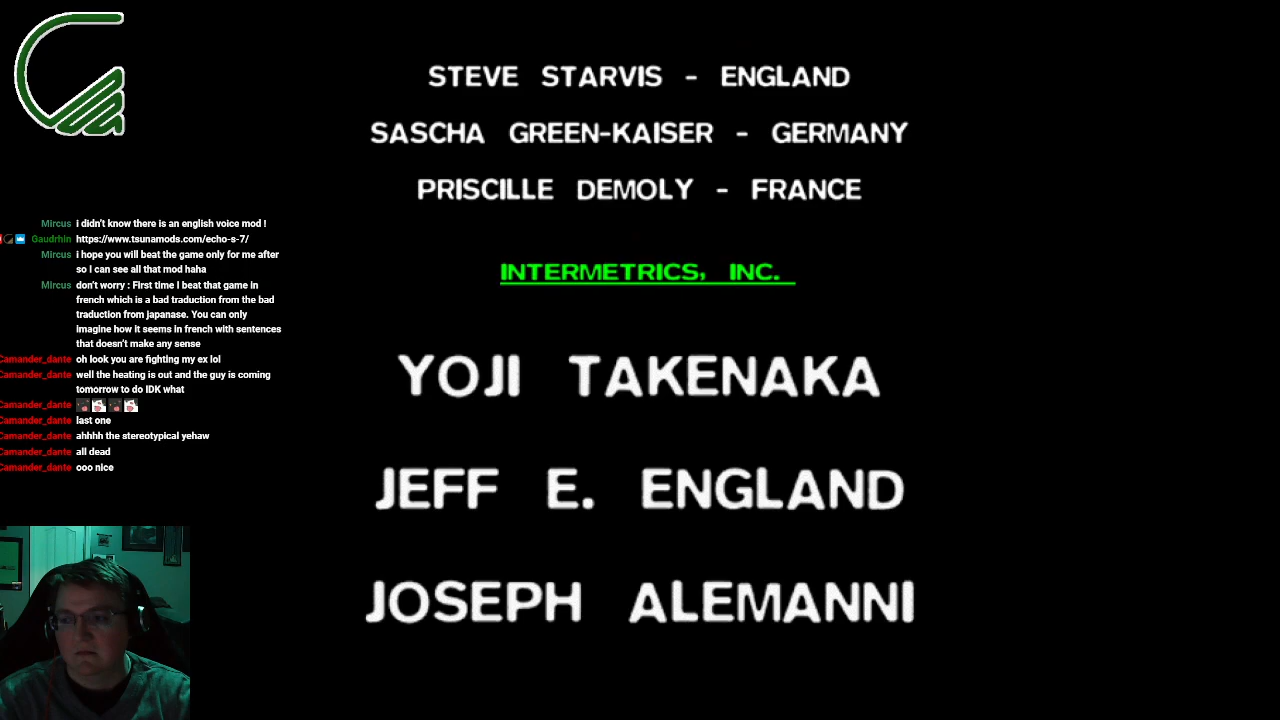 STEVE STARVIS - ENGLAND
SASCHA GREEN-KAISER - GERMANY
PRISCILLE DEMOLY - FRANCE
INTERMETRICS, INC.
YOJI TAKENAKA
JEFF E. ENGLAND
JOSEPH ALEMANNI
Mircus i didn't know there is an english voice mod !
Gaudrhin https://www.tsunamods.com/echo-s-7/
Mircus i hope you will beat the game only for me after
so I can see all that mod haha
Mircus don't worry : First time I beat that game in
french which is a bad traduction from the bad
traduction from japanase. You can only
imagine how it seems in french with sentences
that doesn't make any sense
Camander_dante oh look you are fighting my ex lol
Camander_dante well the heating is out and the guy is coming
tomorrow to do IDK what
Camander_dante
Camander_dante last one
Camander_dante ahhhh the stereotypical yehaw
Camander_dante all dead
Camander_dante ooo nice